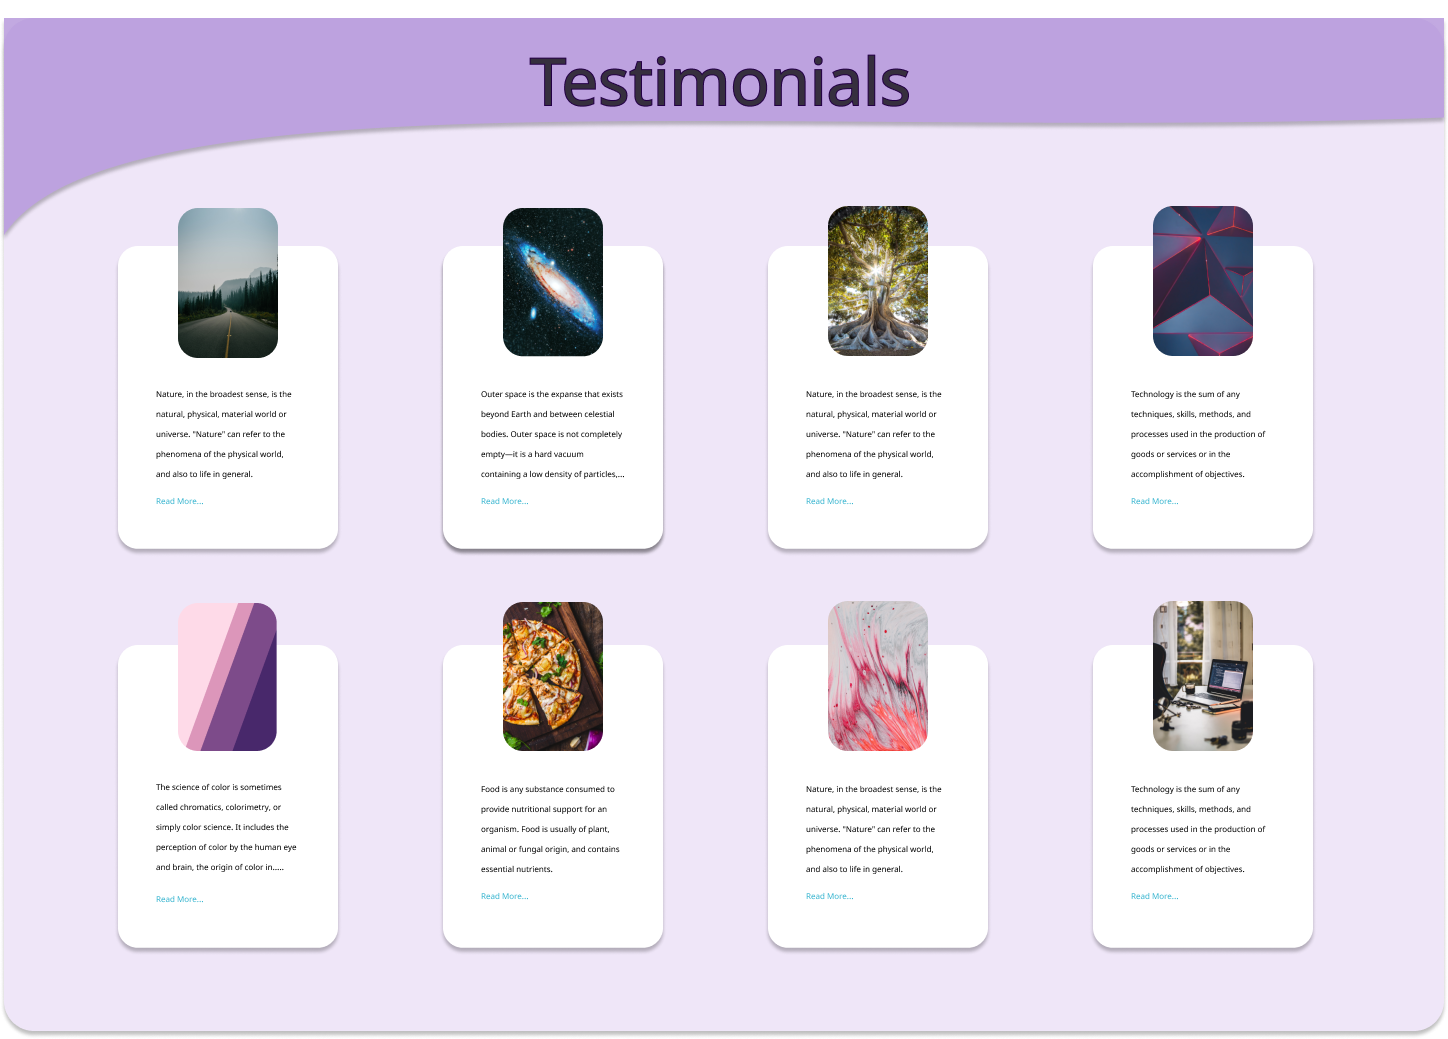 Testimonials
Nature, in the broadest sense, is the
natural, physical, material world or
universe. "Nature" can refer to the
phenomena of the physical world,
and also to life in general.
Read More...
Outer space is the expanse that exists
beyond Earth and between celestial
bodies. Outer space is not completely
empty—it is a hard vacuum
containing a low density of particles,...
Read More...
Nature, in the broadest sense, is the
natural, physical, material world or
universe. "Nature" can refer to the
phenomena of the physical world,
and also to life in general.
Read More...
Technology is the sum of any
techniques, skills, methods, and
processes used in the production of
goods or services or in the
accomplishment of objectives.
Read More...
The science of color is sometimes
called chromatics, colorimetry, or
simply color science. It includes the
perception of color by the human eye
and brain, the origin of color in.....
Read More...
Food is any substance consumed to
provide nutritional support for an
organism. Food is usually of plant,
animal or fungal origin, and contains
essential nutrients.
Read More...
Nature, in the broadest sense, is the
natural, physical, material world or
universe. "Nature" can refer to the
phenomena of the physical world,
and also to life in general.
Read More...
Technology is the sum of any
techniques, skills, methods, and
processes used in the production of
goods or services or in the
accomplishment of objectives.
Read More...